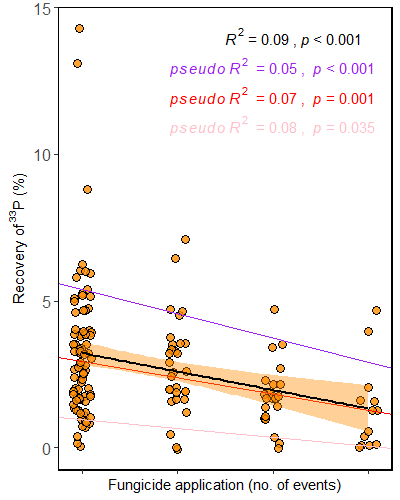 15
R² = 0.09 , p < 0.001
pseudo R² = 0.05 , p < 0.001
pseudo R² = 0.07 , p = 0.001
pseudo R² = 0.08 , p = 0.035
10
Recovery of ³³P (%)
5
0
Fungicide application (no. of events)